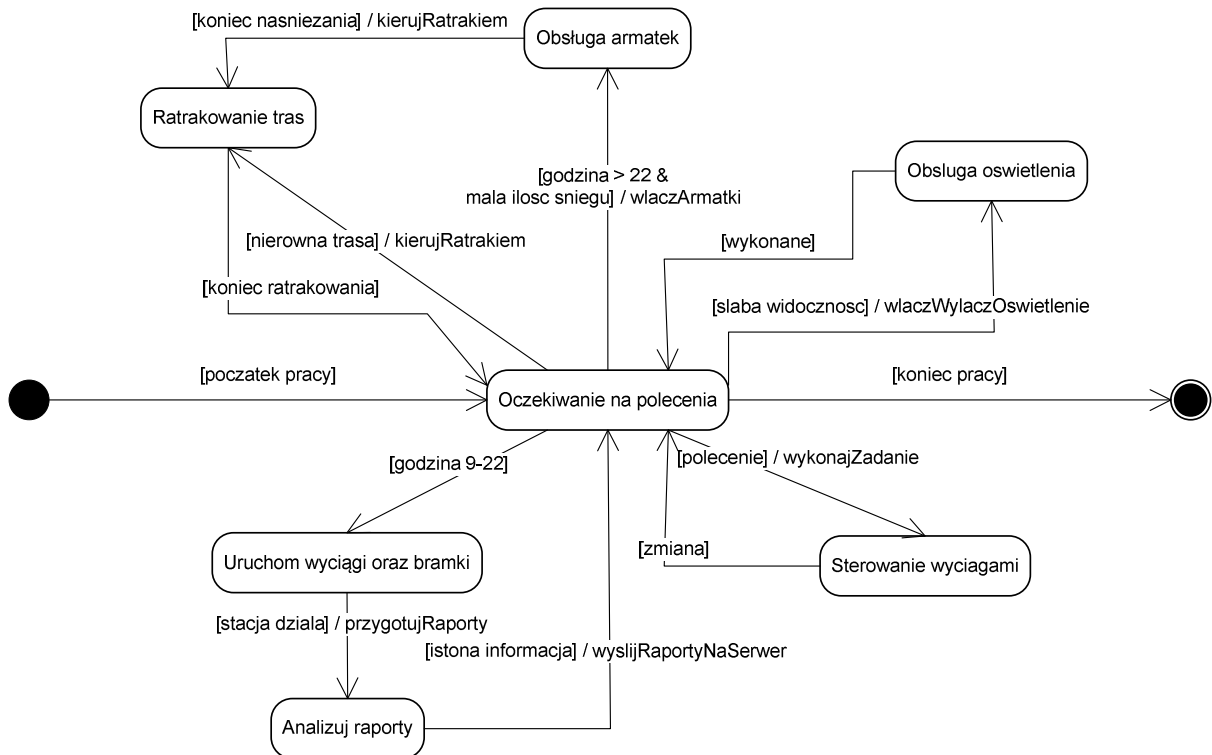 [koniec nasniezania] / kierujRatrakiem
Obsługa armatek
Ratrakowanie tras
[godzina > 22 &
mala ilosc sniegu] / wlaczArmatki
Obsluga oswietlenia
[nierowna trasa] / kierujRatrakiem
[wykonane]
[koniec ratrakowania]
[slaba widocznosc] / wlaczWylaczOswietlenie
[poczatek pracy]
[koniec pracy]
Oczekiwanie na polecenia
[godzina 9-22]
[polecenie] / wykonajZadanie
[zmiana]
Uruchom wyciągi oraz bramki
Sterowanie wyciagami
[stacja dziala] / przygotujRaporty
[istona informacja] / wyslijRaportyNaSerwer
Analizuj raporty